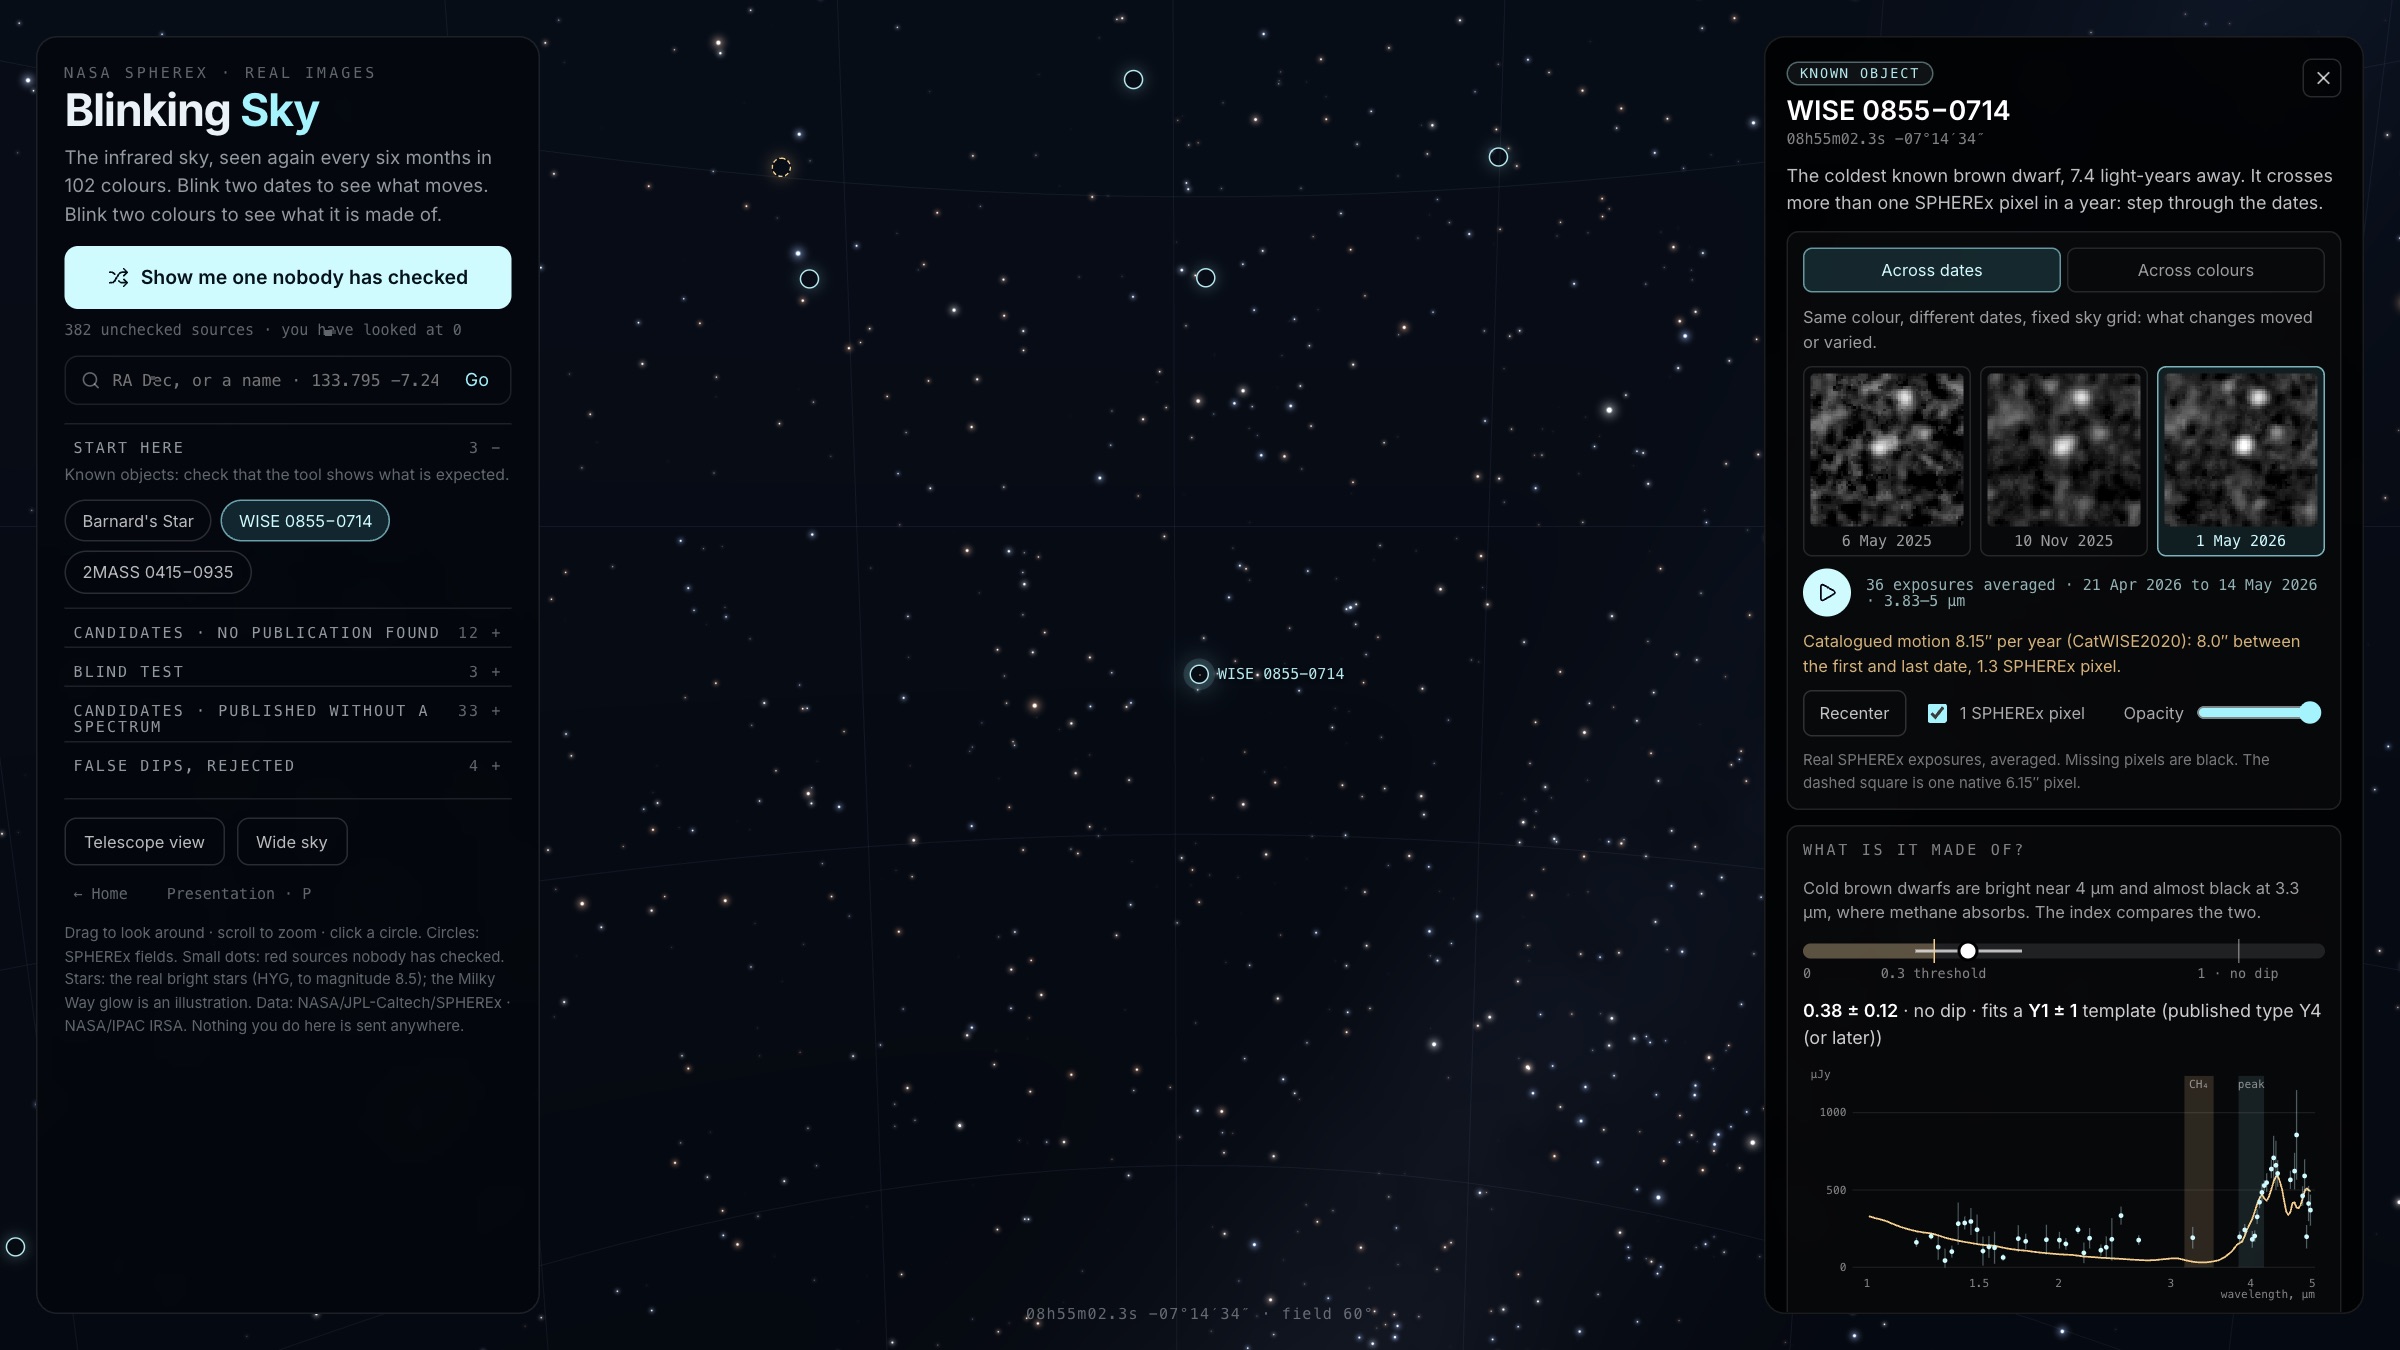 NASA SPHEREX · REAL IMAGES
Blinking Sky
The infrared sky, seen again every six months in
102 colours. Blink two dates to see what moves.
Blink two colours to see what it is made of.
Show me one nobody has checked
382 unchecked sources · you have looked at 0
RA Dec, or a name · 133.795 −7.24
Go
START HERE 3 −
Known objects: check that the tool shows what is expected.
Barnard's Star
WISE 0855−0714
2MASS 0415−0935
CANDIDATES · NO PUBLICATION FOUND 12 +
BLIND TEST 3 +
CANDIDATES · PUBLISHED WITHOUT A 33 +
SPECTRUM
FALSE DIPS, REJECTED 4 +
Telescope view
Wide sky
← Home
Presentation · P
Drag to look around · scroll to zoom · click a circle. Circles:
SPHEREx fields. Small dots: red sources nobody has checked.
Stars: the real bright stars (HYG, to magnitude 8.5); the Milky
Way glow is an illustration. Data: NASA/JPL-Caltech/SPHEREx ·
NASA/IPAC IRSA. Nothing you do here is sent anywhere.
WISE 0855−0714
08h55m02.3s −07°14′34″ · field 60°
KNOWN OBJECT
WISE 0855−0714
08h55m02.3s −07°14′34″
The coldest known brown dwarf, 7.4 light-years away. It crosses
more than one SPHEREx pixel in a year: step through the dates.
Across dates
Across colours
Same colour, different dates, fixed sky grid: what changes moved
or varied.
6 May 2025
10 Nov 2025
1 May 2026
36 exposures averaged · 21 Apr 2026 to 14 May 2026
· 3.83–5 µm
Catalogued motion 8.15″ per year (CatWISE2020): 8.0″ between
the first and last date, 1.3 SPHEREx pixel.
Recenter
1 SPHEREx pixel
Opacity
Real SPHEREx exposures, averaged. Missing pixels are black. The
dashed square is one native 6.15″ pixel.
WHAT IS IT MADE OF?
Cold brown dwarfs are bright near 4 µm and almost black at 3.3
µm, where methane absorbs. The index compares the two.
0 0.3 threshold 1 · no dip
0.38 ± 0.12 · no dip · fits a Y1 ± 1 template (published type Y4
(or later))
µJy
CH₄ peak
1000
500
0
1 1.5 2 3 4 5
wavelength, µm